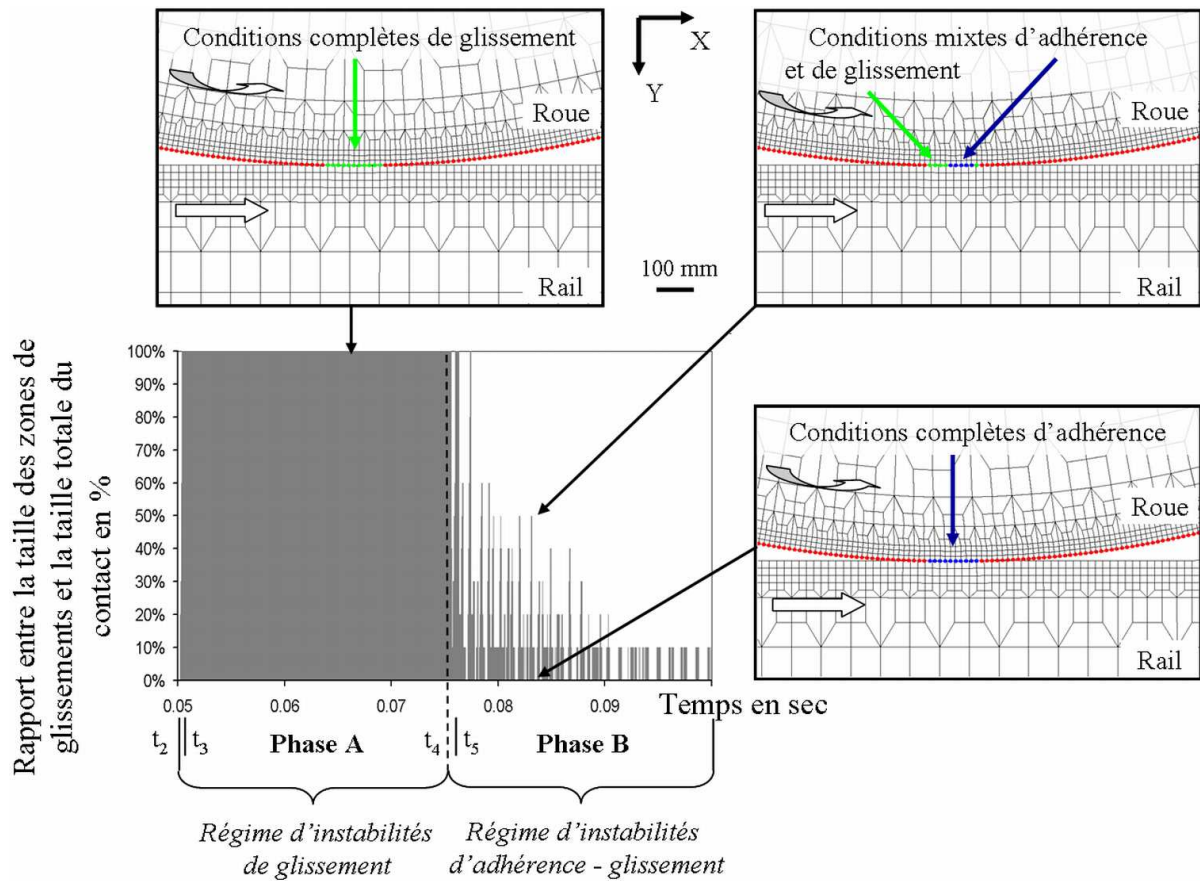 Conditions complètes de glissement
Roue
Rail
X
Y
100 mm
Conditions mixtes d'adhérence
et de glissement
Roue
Rail
Conditions complètes d'adhérence
Roue
Rail
Rapport entre la taille des zones de
glissements et la taille totale du
contact en %
100%
90%
80%
70%
60%
50%
40%
30%
20%
10%
0%
0.05 0.06 0.07 0.08 0.09
Temps en sec
t2 t3 Phase A t4 t5 Phase B
Régime d'instabilités
de glissement
Régime d'instabilités
d'adhérence - glissement